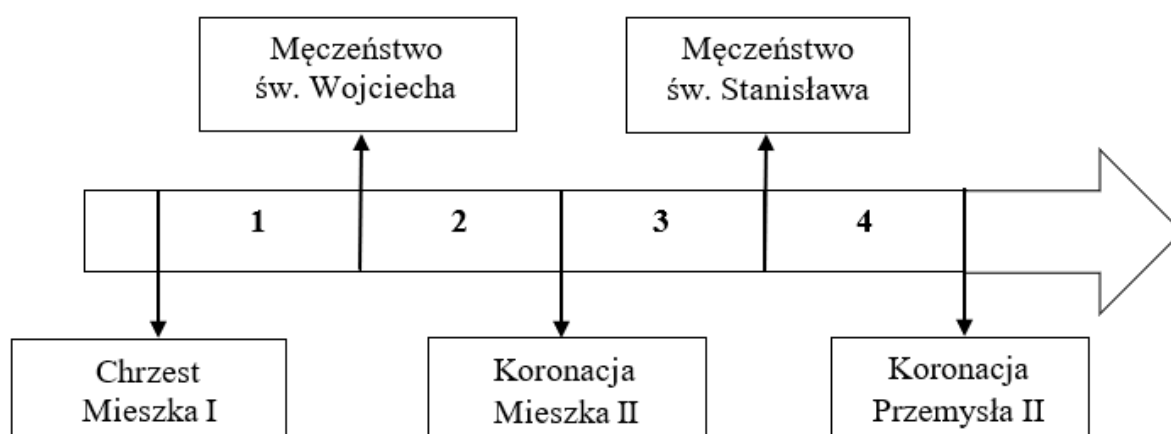 Męczeństwo
św. Wojciecha
Męczeństwo
św. Stanisława
1
2
3
4
Chrzest
Mieszka I
Koronacja
Mieszka II
Koronacja
Przemysła II